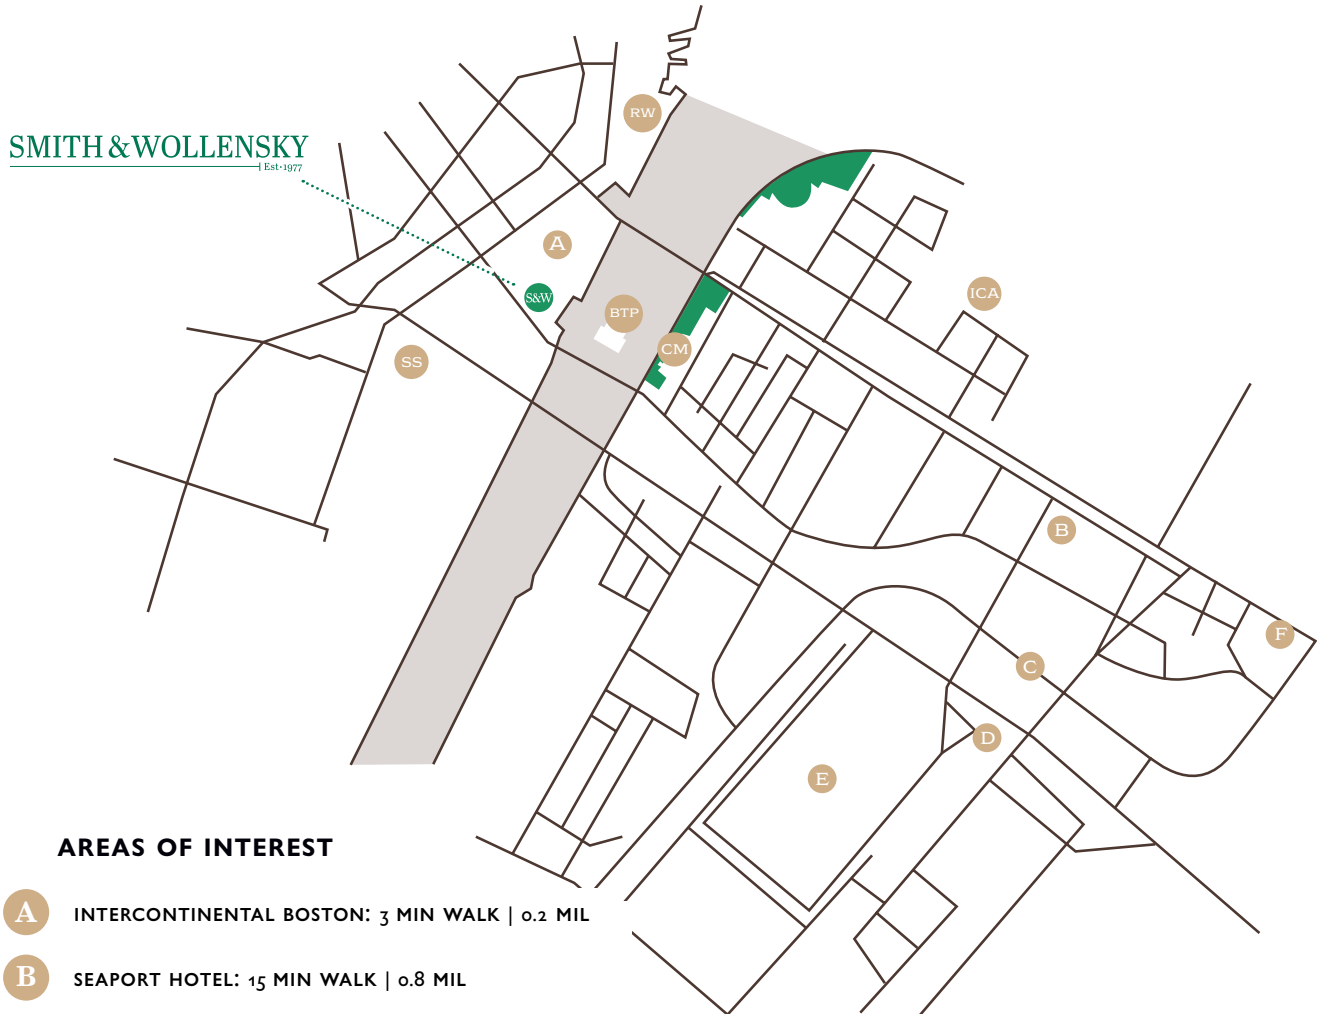 SMITH & WOLLENSKY
Est•1977
RW
A
S&W
BTP
CM
ICA
SS
B
F
C
D
E
AREAS OF INTEREST
A INTERCONTINENTAL BOSTON: 3 MIN WALK | 0.2 MIL
B SEAPORT HOTEL: 15 MIN WALK | 0.8 MIL